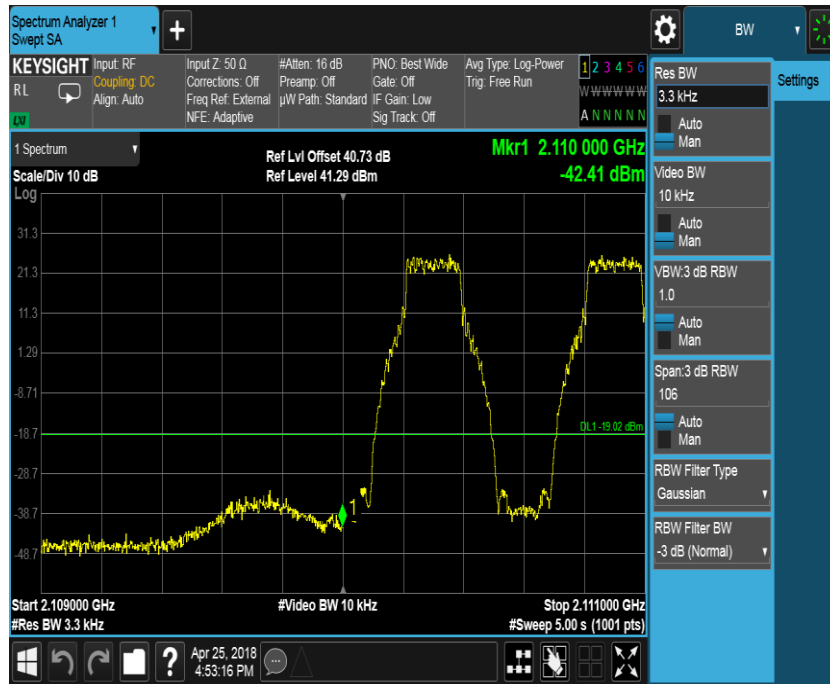 Spectrum Analyzer 1
Swept SA
+
BW
KEYSIGHT
RL
LXI
Input: RF
Coupling: DC
Align: Auto
Input Z: 50 Ω
Corrections: Off
Freq Ref: External
NFE: Adaptive
#Atten: 16 dB
Preamp: Off
µW Path: Standard
PNO: Best Wide
Gate: Off
IF Gain: Low
Sig Track: Off
Avg Type: Log-Power
Trig: Free Run
1 2 3 4 5 6
W W W W W W
A N N N N N
1 Spectrum
Scale/Div 10 dB
Log
Ref Lvl Offset 40.73 dB
Ref Level 41.29 dBm
Mkr1 2.110 000 GHz
-42.41 dBm
31.3
21.3
11.3
1.29
-8.71
-18.7
-28.7
-38.7
-48.7
DL1 -19.02 dBm
1
Start 2.109000 GHz
#Res BW 3.3 kHz
#Video BW 10 kHz
Stop 2.111000 GHz
#Sweep 5.00 s (1001 pts)
Res BW
3.3 kHz
Auto
Man
Video BW
10 kHz
Auto
Man
VBW:3 dB RBW
1.0
Auto
Man
Span:3 dB RBW
106
Auto
Man
RBW Filter Type
Gaussian
RBW Filter BW
-3 dB (Normal)
Settings
?
Apr 25, 2018
4:53:16 PM